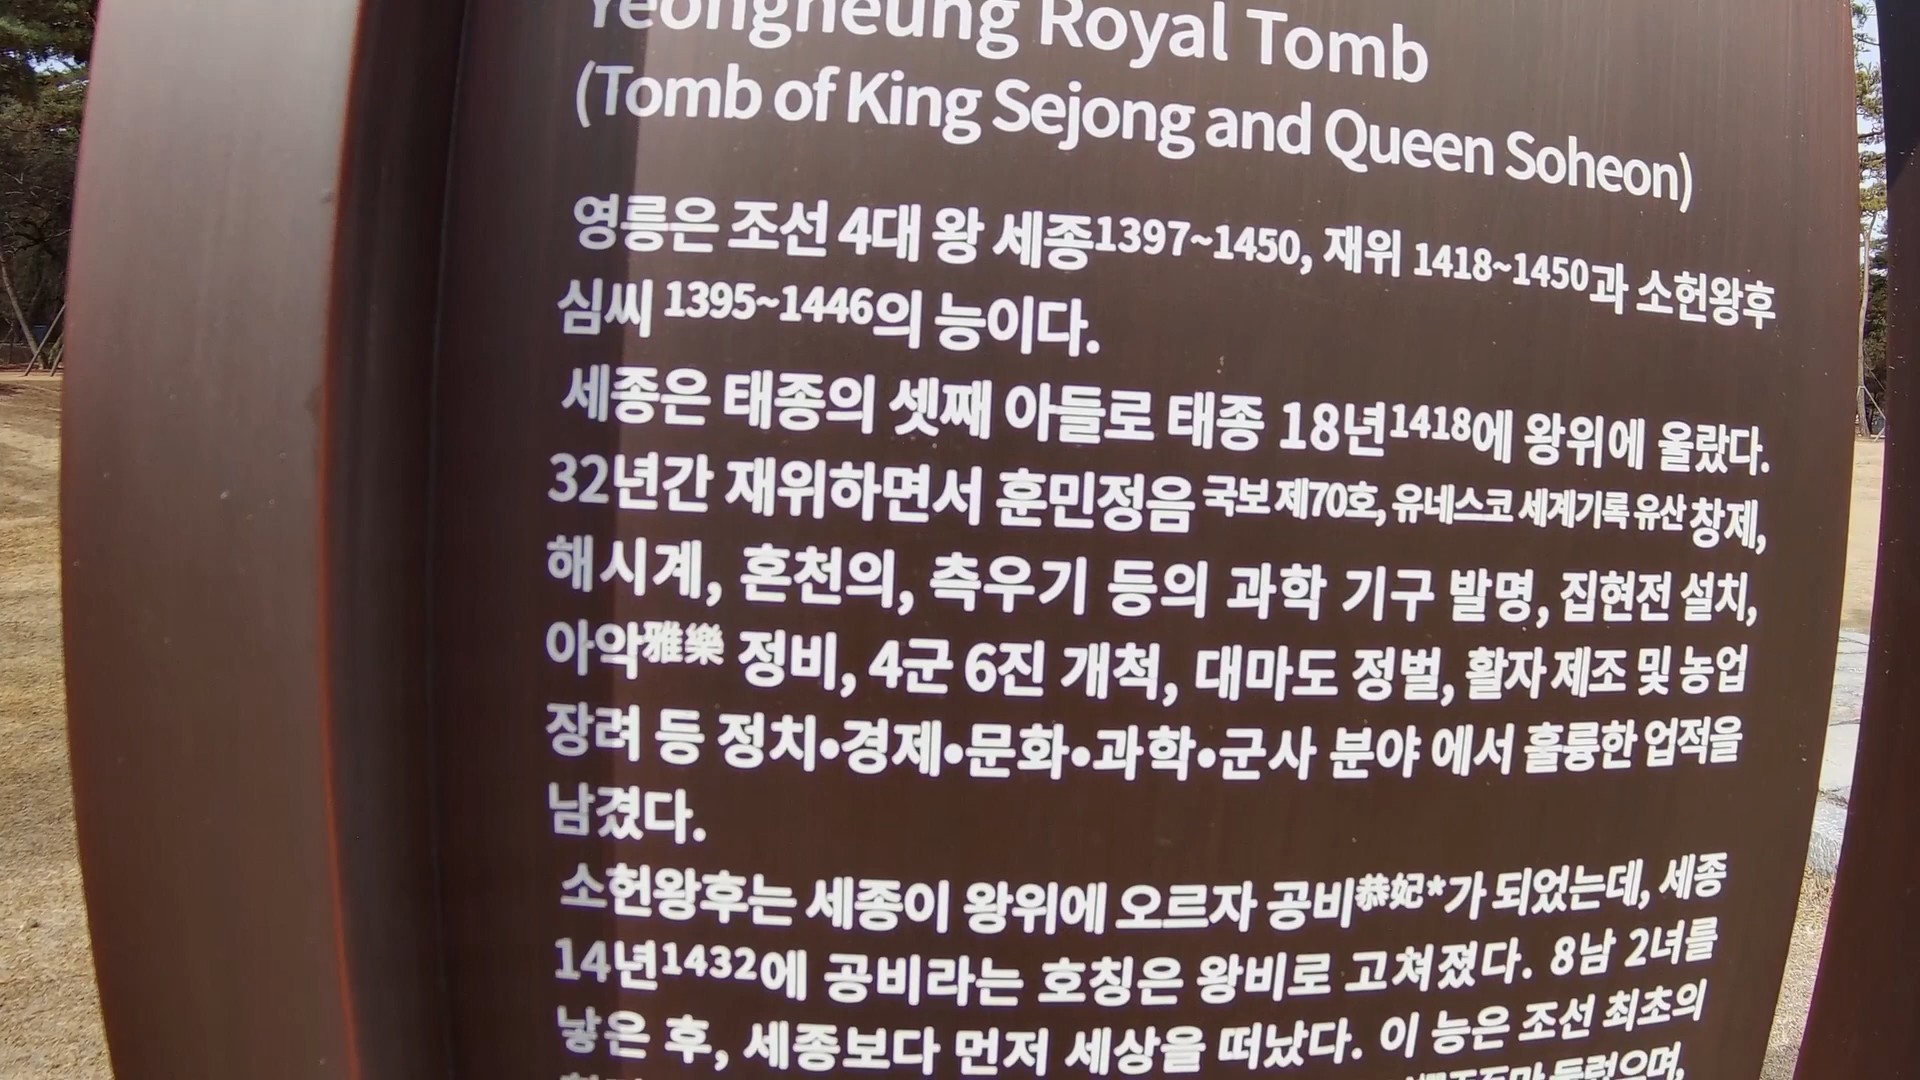 Yeongneung Royal Tomb
(Tomb of King Sejong and Queen Soheon)
영릉은 조선 4대 왕 세종1397~1450, 재위 1418~1450과 소헌왕후
심씨 1395~1446의 능이다.
세종은 태종의 셋째 아들로 태종 18년1418에 왕위에 올랐다.
32년간 재위하면서 훈민정음 국보 제70호, 유네스코 세계기록 유산 창제,
해시계, 혼천의, 측우기 등의 과학 기구 발명, 집현전 설치,
아악雅樂 정비, 4군 6진 개척, 대마도 정벌, 활자 제조 및 농업
장려 등 정치•경제•문화•과학•군사 분야 에서 훌륭한 업적을
남겼다.
소헌왕후는 세종이 왕위에 오르자 공비恭妃*가 되었는데, 세종
14년1432에 공비라는 호칭은 왕비로 고쳐졌다. 8남 2녀를
낳은 후, 세종보다 먼저 세상을 떠났다. 이 능은 조선 최초의